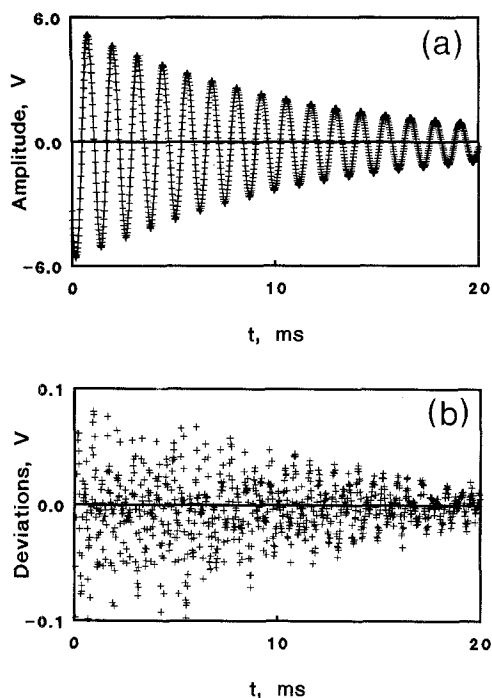 6.0
(a)
Amplitude, V
0.0
−6.0
0
10
20
t, ms
0.1
(b)
Deviations, V
0.0
−0.1
0
10
20
t, ms